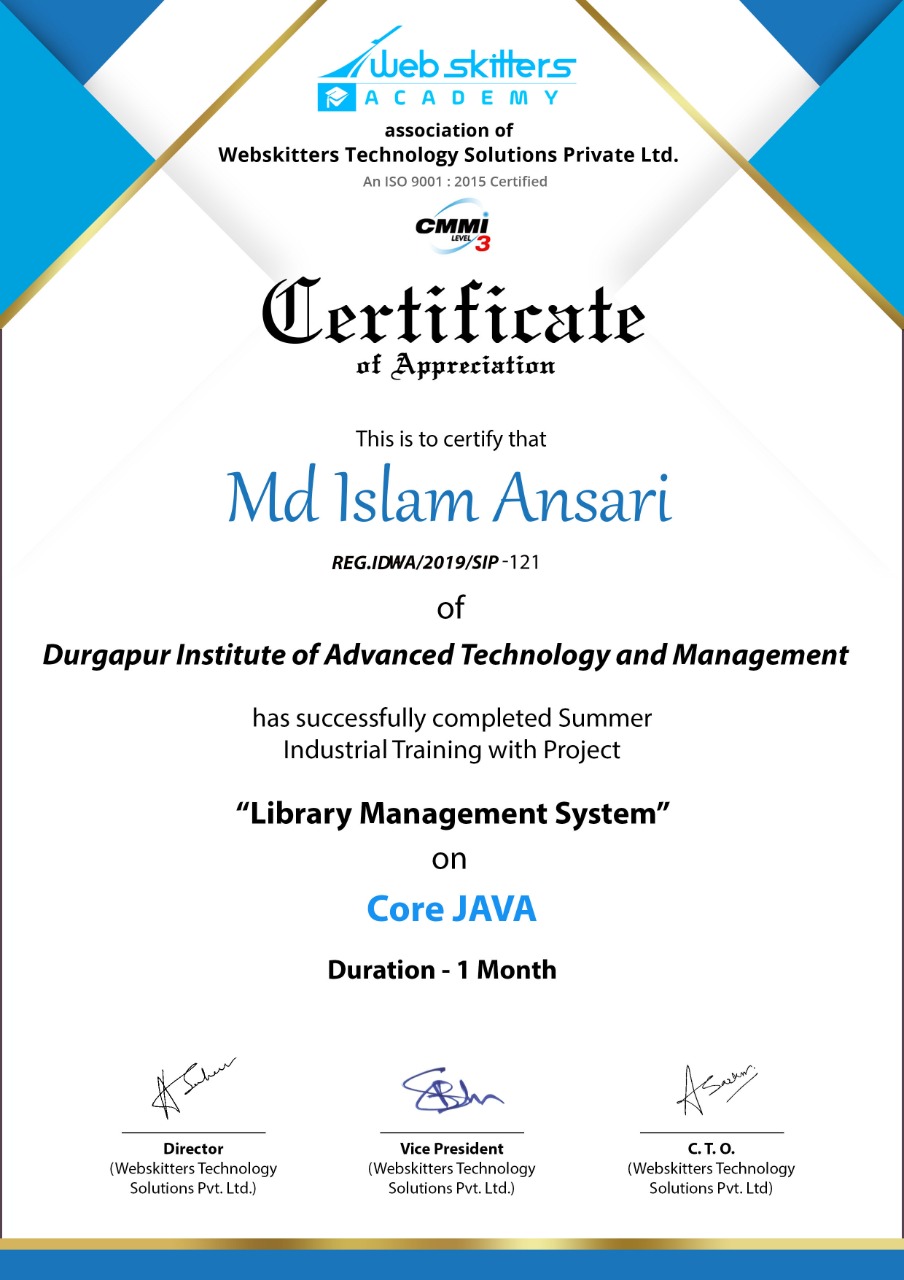 Web skitters
ACADEMY
association of
Webskitters Technology Solutions Private Ltd.
An ISO 9001 : 2015 Certified
CMMi
LEVEL 3
Certificate
of Appreciation
This is to certify that
Md Islam Ansari
REG.IDWA/2019/SIP -121
of
Durgapur Institute of Advanced Technology and Management
has successfully completed Summer
Industrial Training with Project
“Library Management System”
on
Core JAVA
Duration - 1 Month
Director Vice President C. T. O.
(Webskitters Technology (Webskitters Technology (Webskitters Technology
Solutions Pvt. Ltd.) Solutions Pvt. Ltd.) Solutions Pvt. Ltd)